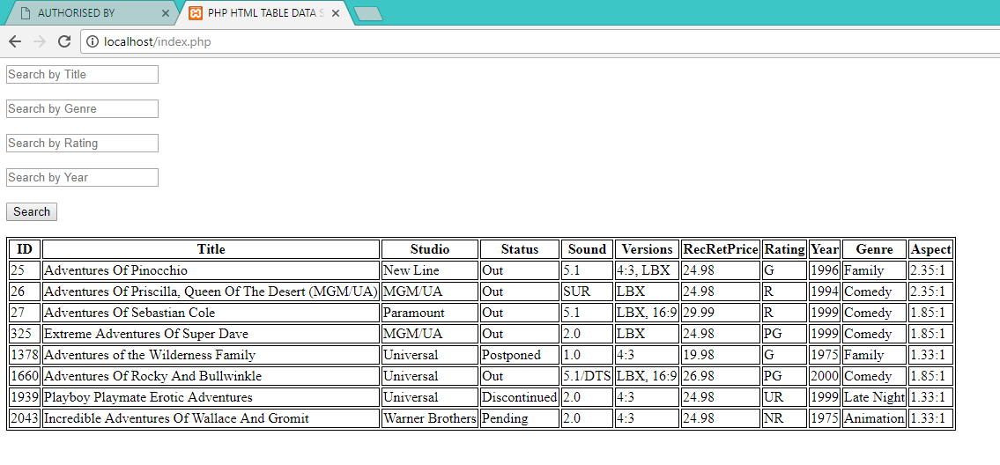 AUTHORISED BY PHP HTML TABLE DATA S
localhost/index.php
Search by Title
Search by Genre
Search by Rating
Search by Year
Search
ID Title Studio Status Sound Versions RecRetPrice Rating Year Genre Aspect
25 Adventures Of Pinocchio New Line Out 5.1 4:3, LBX 24.98 G 1996 Family 2.35:1
26 Adventures Of Priscilla, Queen Of The Desert (MGM/UA) MGM/UA Out SUR LBX 24.98 R 1994 Comedy 2.35:1
27 Adventures Of Sebastian Cole Paramount Out 5.1 LBX, 16:9 29.99 R 1999 Comedy 1.85:1
325 Extreme Adventures Of Super Dave MGM/UA Out 2.0 LBX 24.98 PG 1999 Comedy 1.85:1
1378 Adventures of the Wilderness Family Universal Postponed 1.0 4:3 19.98 G 1975 Family 1.33:1
1660 Adventures Of Rocky And Bullwinkle Universal Out 5.1/DTS LBX, 16:9 26.98 PG 2000 Comedy 1.85:1
1939 Playboy Playmate Erotic Adventures Universal Discontinued 2.0 4:3 24.98 UR 1999 Late Night 1.33:1
2043 Incredible Adventures Of Wallace And Gromit Warner Brothers Pending 2.0 4:3 24.98 NR 1975 Animation 1.33:1